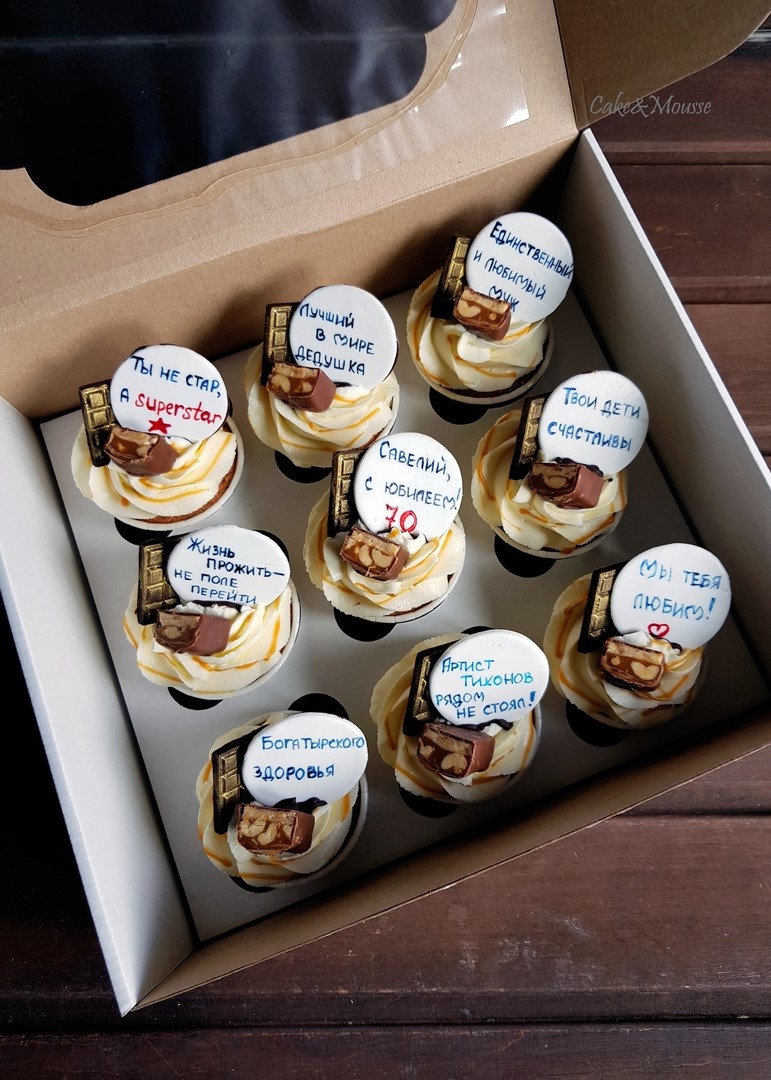 Cake&Mousse
Единственный
и любимый
муж
Лучший
в мире
дедушка
Ты не стар,
а superstar
Твои дети
счастливы
Савелий,
с юбилеем!
70
Жизнь
прожить—
не поле
перейти
Мы тебя
любим!
Артист
Тихонов
рядом
не стоял!
Богатырского
здоровья